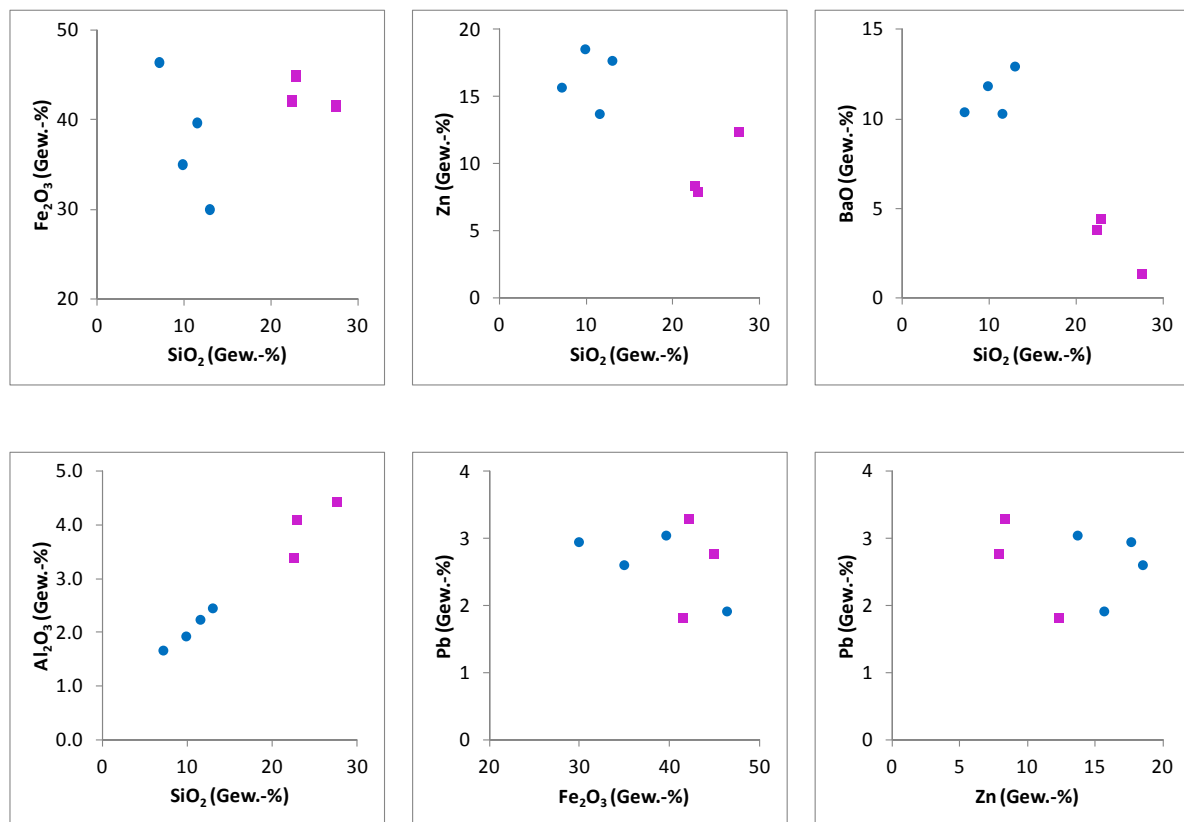 50
40
30
20
0 10 20 30
Fe₂O₃ (Gew.-%)
SiO₂ (Gew.-%)
20
15
10
5
0
0 10 20 30
Zn (Gew.-%)
SiO₂ (Gew.-%)
15
10
5
0
0 10 20 30
BaO (Gew.-%)
SiO₂ (Gew.-%)
5.0
4.0
3.0
2.0
1.0
0.0
0 10 20 30
Al₂O₃ (Gew.-%)
SiO₂ (Gew.-%)
4
3
2
1
0
20 30 40 50
Pb (Gew.-%)
Fe₂O₃ (Gew.-%)
4
3
2
1
0
0 5 10 15 20
Pb (Gew.-%)
Zn (Gew.-%)